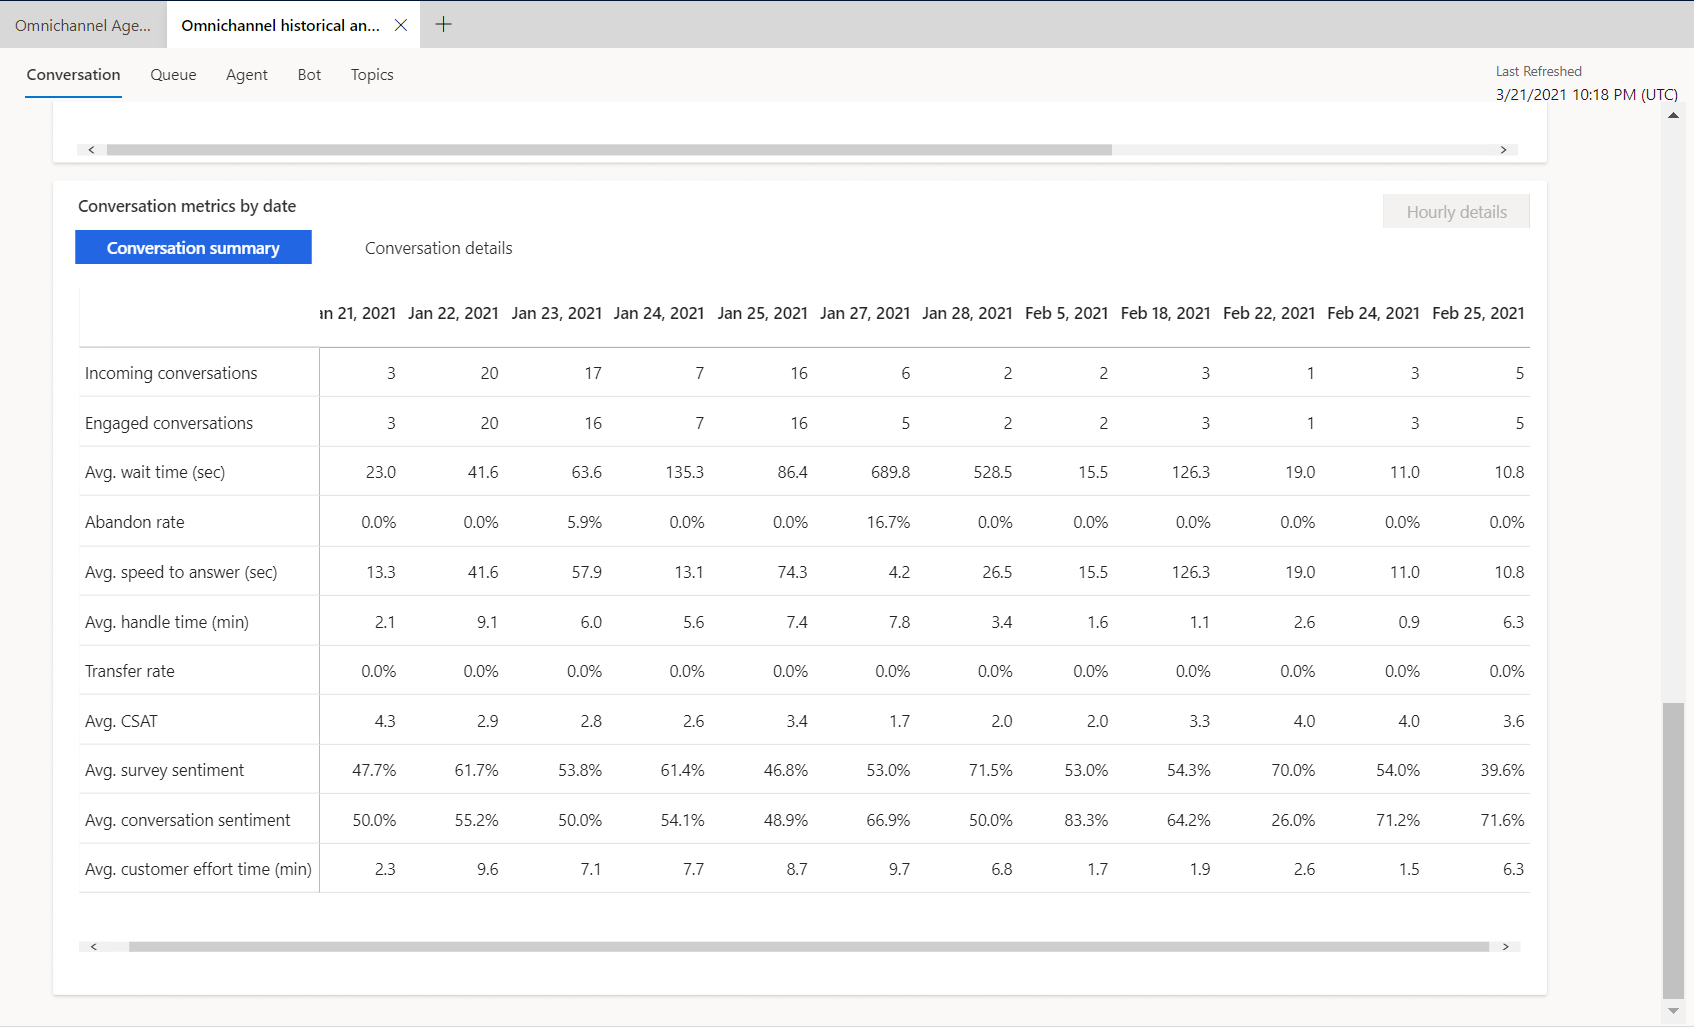 Omnichannel Age...
Omnichannel historical an...
Conversation Queue Agent Bot Topics
Last Refreshed
3/21/2021 10:18 PM (UTC)
Conversation metrics by date
Hourly details
Conversation summary
Conversation details
an 21, 2021 Jan 22, 2021 Jan 23, 2021 Jan 24, 2021 Jan 25, 2021 Jan 27, 2021 Jan 28, 2021 Feb 5, 2021 Feb 18, 2021 Feb 22, 2021 Feb 24, 2021 Feb 25, 2021
Incoming conversations 3 20 17 7 16 6 2 2 3 1 3 5
Engaged conversations 3 20 16 7 16 5 2 2 3 1 3 5
Avg. wait time (sec) 23.0 41.6 63.6 135.3 86.4 689.8 528.5 15.5 126.3 19.0 11.0 10.8
Abandon rate 0.0% 0.0% 5.9% 0.0% 0.0% 16.7% 0.0% 0.0% 0.0% 0.0% 0.0% 0.0%
Avg. speed to answer (sec) 13.3 41.6 57.9 13.1 74.3 4.2 26.5 15.5 126.3 19.0 11.0 10.8
Avg. handle time (min) 2.1 9.1 6.0 5.6 7.4 7.8 3.4 1.6 1.1 2.6 0.9 6.3
Transfer rate 0.0% 0.0% 0.0% 0.0% 0.0% 0.0% 0.0% 0.0% 0.0% 0.0% 0.0% 0.0%
Avg. CSAT 4.3 2.9 2.8 2.6 3.4 1.7 2.0 2.0 3.3 4.0 4.0 3.6
Avg. survey sentiment 47.7% 61.7% 53.8% 61.4% 46.8% 53.0% 71.5% 53.0% 54.3% 70.0% 54.0% 39.6%
Avg. conversation sentiment 50.0% 55.2% 50.0% 54.1% 48.9% 66.9% 50.0% 83.3% 64.2% 26.0% 71.2% 71.6%
Avg. customer effort time (min) 2.3 9.6 7.1 7.7 8.7 9.7 6.8 1.7 1.9 2.6 1.5 6.3